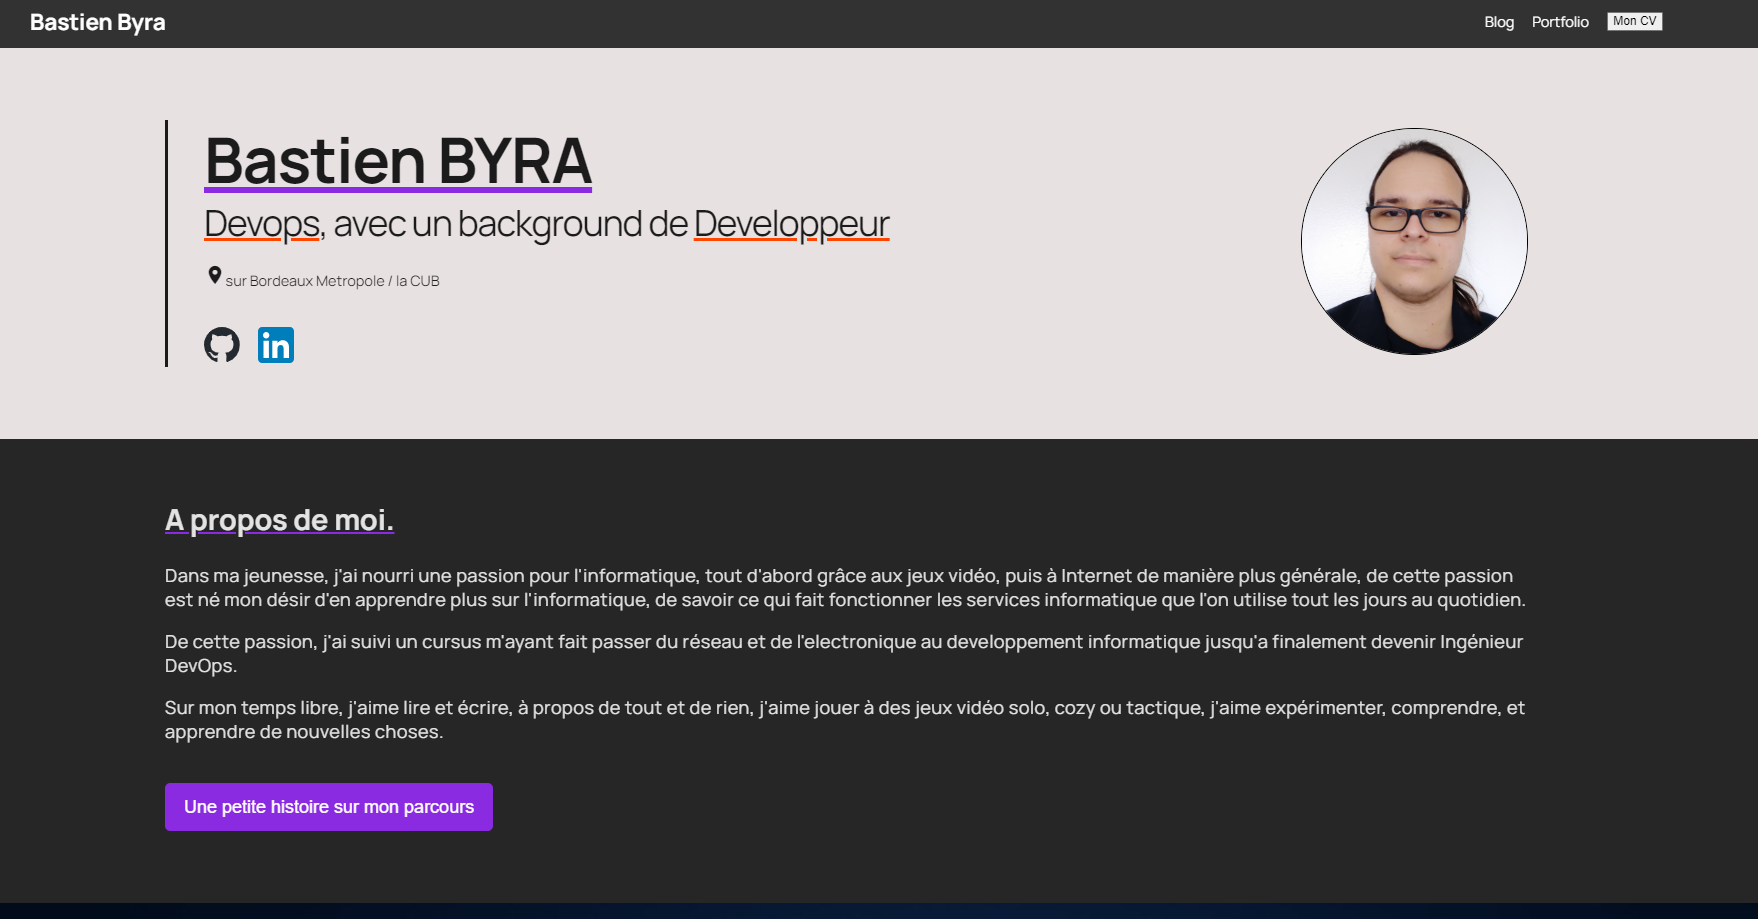 Bastien Byra
Blog Portfolio Mon CV
Bastien BYRA
Devops, avec un background de Developpeur
sur Bordeaux Metropole / la CUB
in
A propos de moi.
Dans ma jeunesse, j'ai nourri une passion pour l'informatique, tout d'abord grâce aux jeux vidéo, puis à Internet de manière plus générale, de cette passion
est né mon désir d'en apprendre plus sur l'informatique, de savoir ce qui fait fonctionner les services informatique que l'on utilise tout les jours au quotidien.
De cette passion, j'ai suivi un cursus m'ayant fait passer du réseau et de l'electronique au developpement informatique jusqu'a finalement devenir Ingénieur
DevOps.
Sur mon temps libre, j'aime lire et écrire, à propos de tout et de rien, j'aime jouer à des jeux vidéo solo, cozy ou tactique, j'aime expérimenter, comprendre, et
apprendre de nouvelles choses.
Une petite histoire sur mon parcours